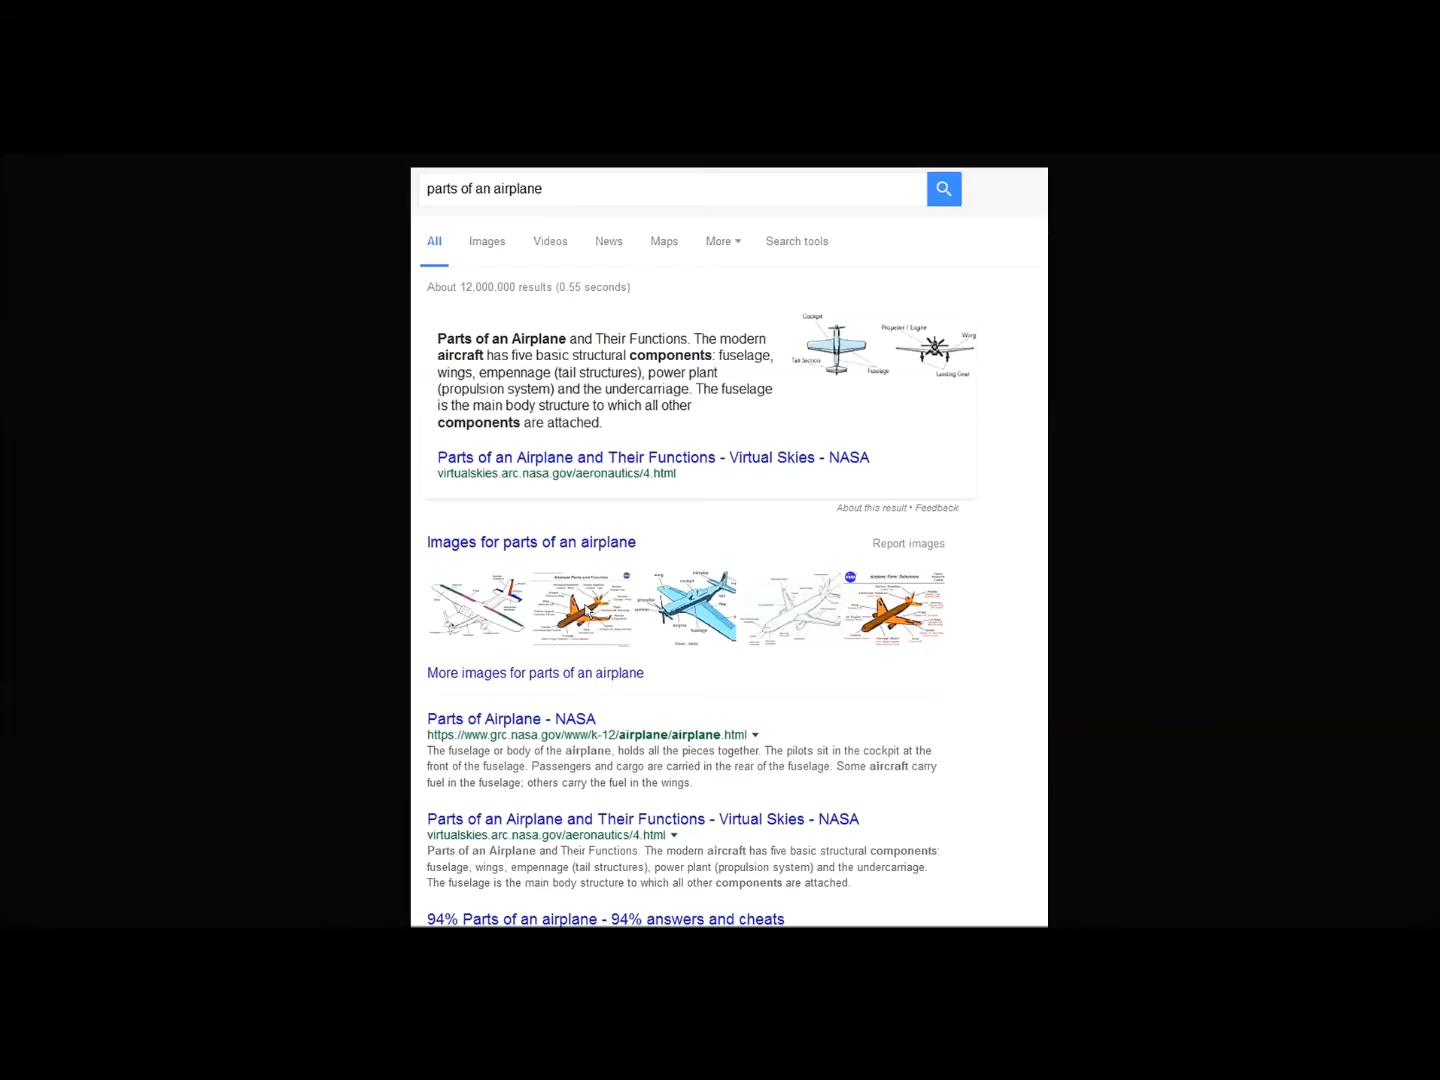 parts of an airplane
All Images Videos News Maps More Search tools
About 12,000,000 results (0.55 seconds)
Parts of an Airplane and Their Functions. The modern
aircraft has five basic structural components: fuselage,
wings, empennage (tail structures), power plant
(propulsion system) and the undercarriage. The fuselage
is the main body structure to which all other
components are attached.
Cockpit
Propeller / Engine
Wing
Tail Section
Fuselage
Landing Gear
Parts of an Airplane and Their Functions - Virtual Skies - NASA
virtualskies.arc.nasa.gov/aeronautics/4.html
About this result • Feedback
Images for parts of an airplane
Report images
More images for parts of an airplane
Parts of Airplane - NASA
https://www.grc.nasa.gov/www/k-12/airplane/airplane.html
The fuselage or body of the airplane, holds all the pieces together. The pilots sit in the cockpit at the
front of the fuselage. Passengers and cargo are carried in the rear of the fuselage. Some aircraft carry
fuel in the fuselage; others carry the fuel in the wings.
Parts of an Airplane and Their Functions - Virtual Skies - NASA
virtualskies.arc.nasa.gov/aeronautics/4.html
Parts of an Airplane and Their Functions. The modern aircraft has five basic structural components:
fuselage, wings, empennage (tail structures), power plant (propulsion system) and the undercarriage.
The fuselage is the main body structure to which all other components are attached.
94% Parts of an airplane - 94% answers and cheats